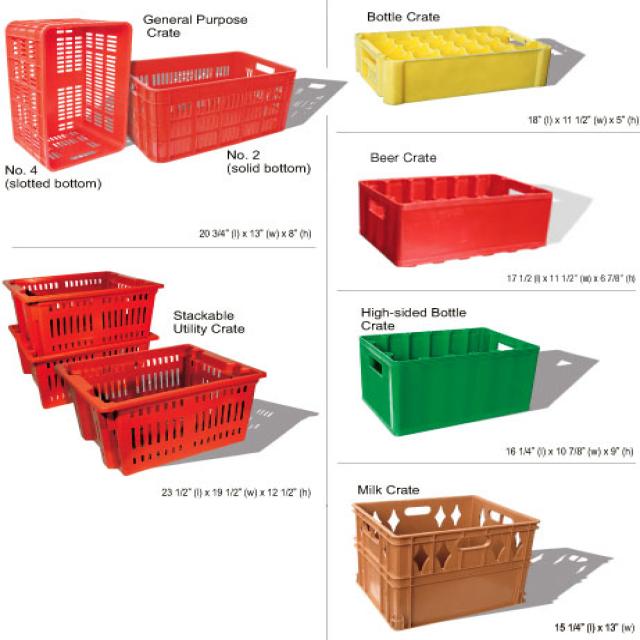 General Purpose
Crate
No. 4
(slotted bottom)
No. 2
(solid bottom)
20 3/4" (l) x 13" (w) x 8" (h)
Stackable
Utility Crate
23 1/2" (l) x 19 1/2" (w) x 12 1/2" (h)
Bottle Crate
18" (l) x 11 1/2" (w) x 5" (h)
Beer Crate
17 1/2 (l) x 11 1/2" (w) x 6 7/8" (h)
High-sided Bottle
Crate
16 1/4" (l) x 10 7/8" (w) x 9" (h)
Milk Crate
15 1/4" (l) x 13" (w)